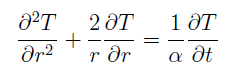 ∂²T/∂r² + 2/r ∂T/∂r = 1/α ∂T/∂t